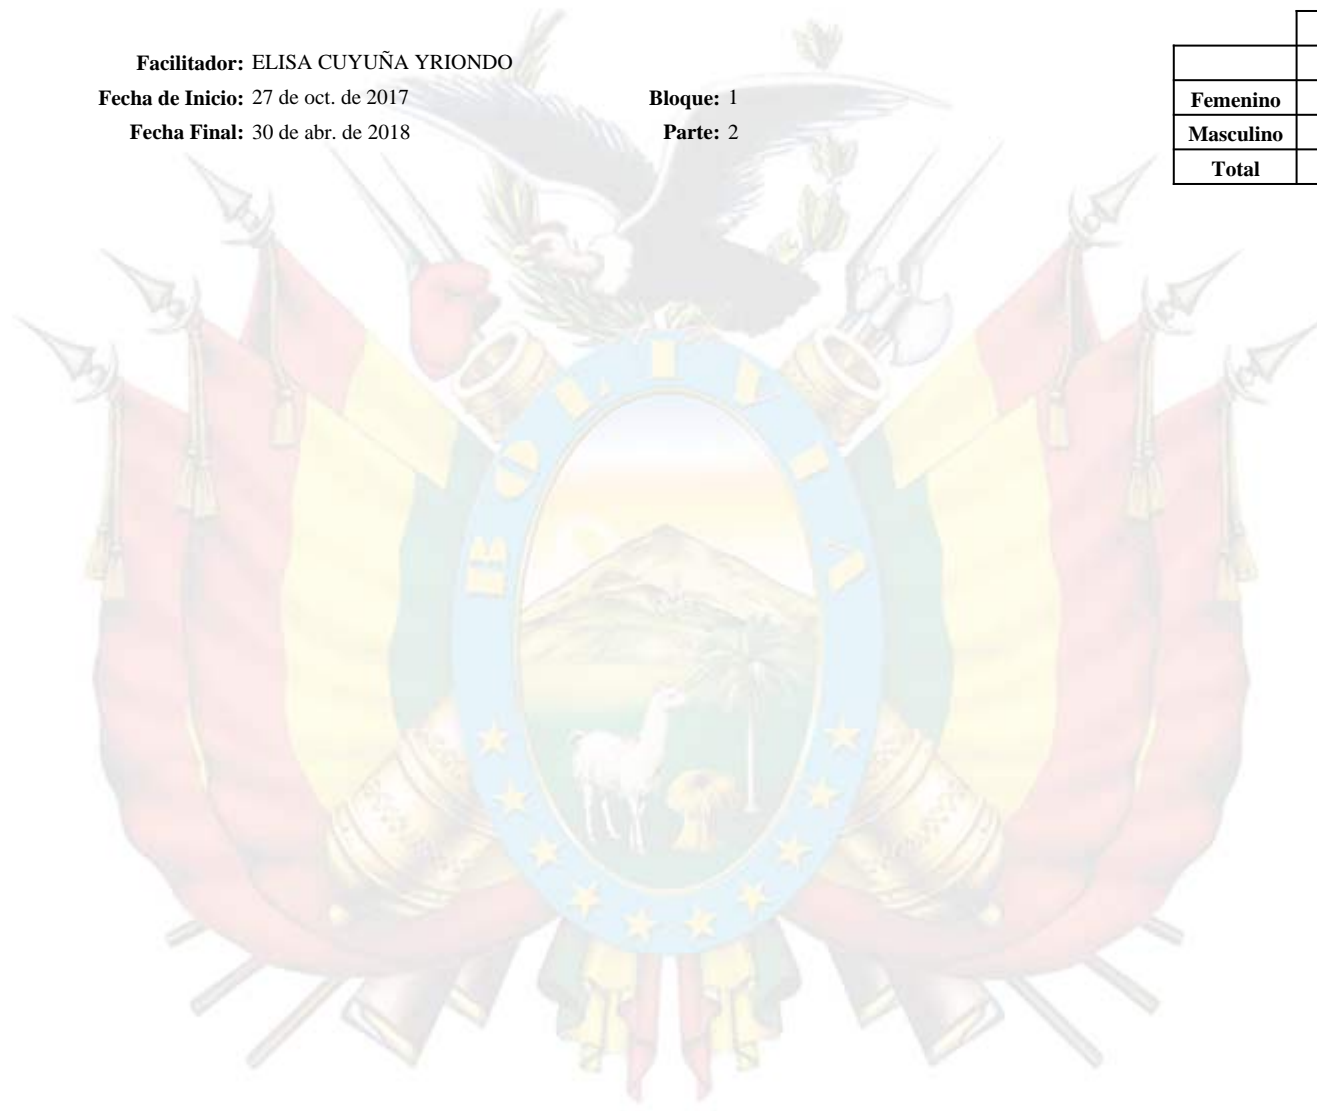 Facilitador: ELISA CUYUÑA YRIONDO
Fecha de Inicio: 27 de oct. de 2017 Bloque: 1
Fecha Final: 30 de abr. de 2018 Parte: 2
Femenino
Masculino
Total
BOLIVIA